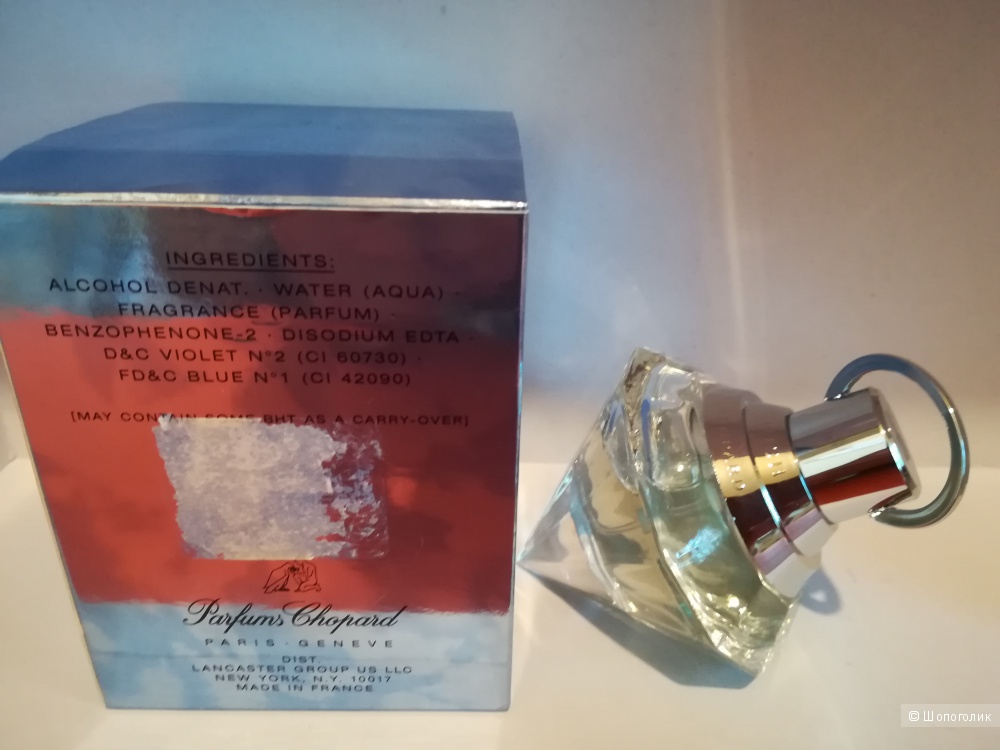 INGREDIENTS:
ALCOHOL DENAT. · WATER (AQUA) ·
FRAGRANCE (PARFUM) ·
BENZOPHENONE-2 · DISODIUM EDTA ·
D&C VIOLET N°2 (CI 60730) ·
FD&C BLUE N°1 (CI 42090)
[MAY CONTAIN SOME BHT AS A CARRY-OVER]
Parfums Chopard
PARIS - GENEVE
DIST.
LANCASTER GROUP US LLC
NEW YORK, N.Y. 10017
MADE IN FRANCE
© Шопоголик